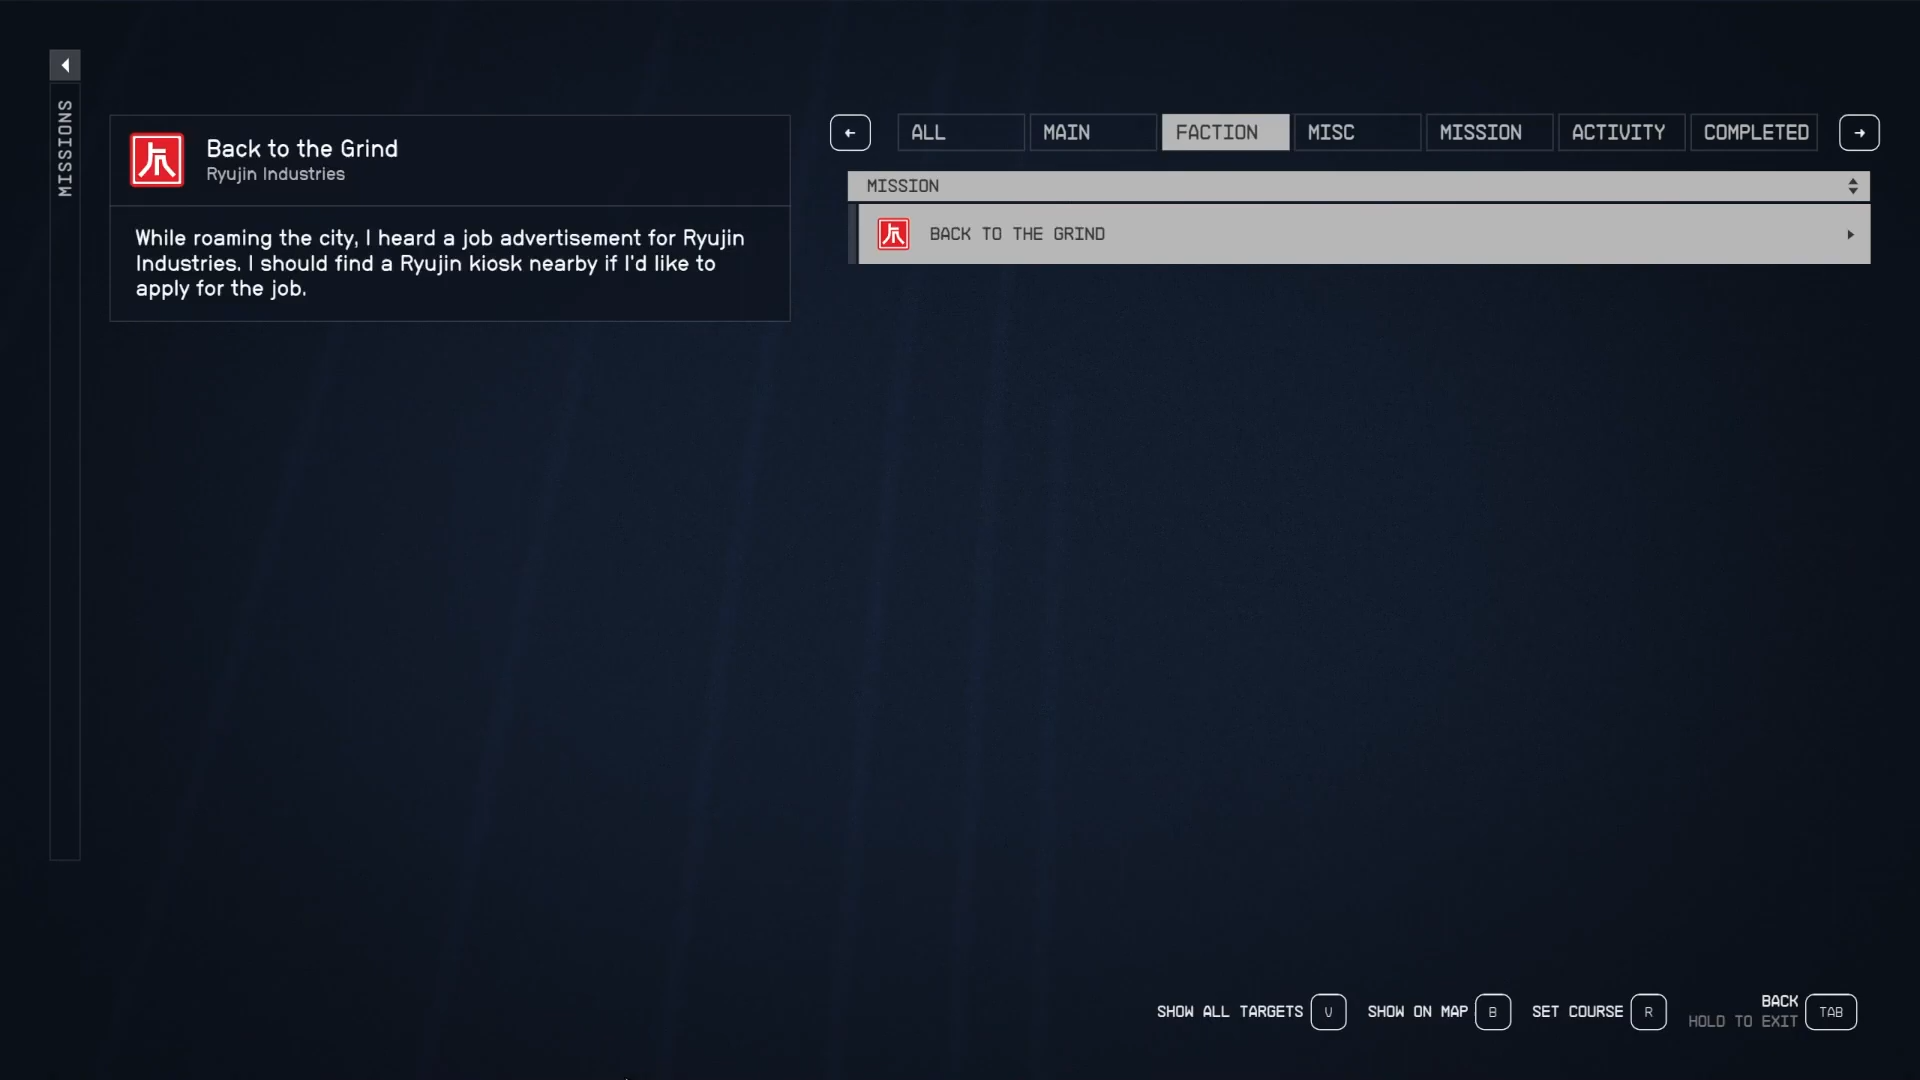 MISSIONS
Back to the Grind
Ryujin Industries
While roaming the city, I heard a job advertisement for Ryujin
Industries. I should find a Ryujin kiosk nearby if I'd like to
apply for the job.
ALL
MAIN
FACTION
MISC
MISSION
ACTIVITY
COMPLETED
MISSION
BACK TO THE GRIND
SHOW ALL TARGETS V
SHOW ON MAP B
SET COURSE R
BACK
HOLD TO EXIT
TAB